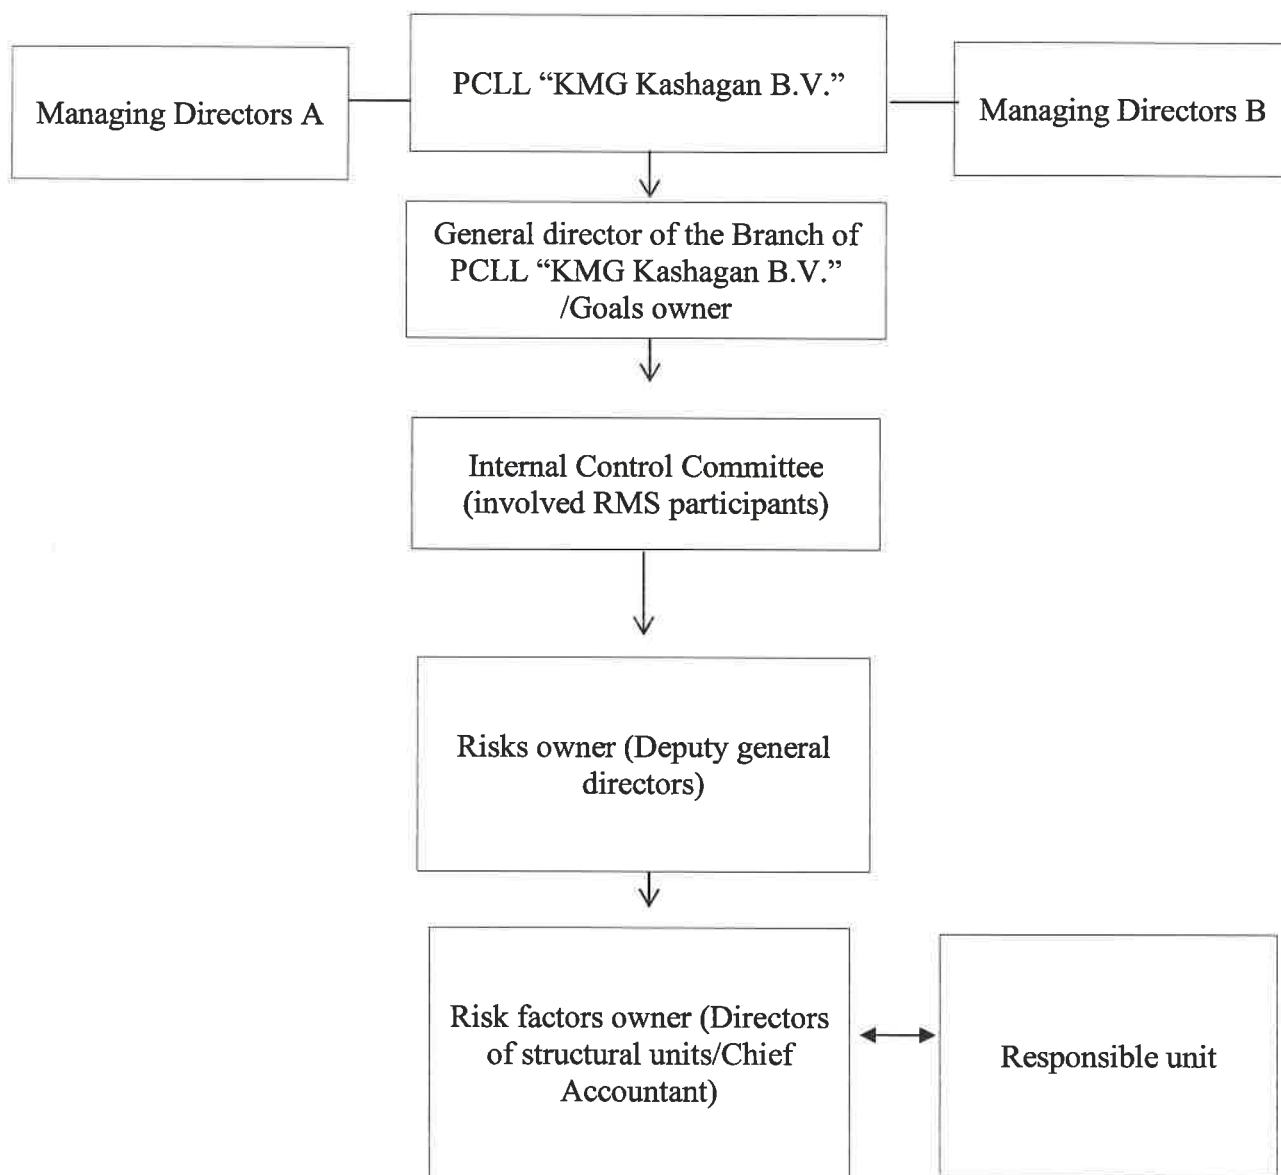 Managing Directors A
PCLL “KMG Kashagan B.V.”
Managing Directors B
General director of the Branch of
PCLL “KMG Kashagan B.V.”
/Goals owner
Internal Control Committee
(involved RMS participants)
Risks owner (Deputy general
directors)
Risk factors owner (Directors
of structural units/Chief
Accountant)
Responsible unit